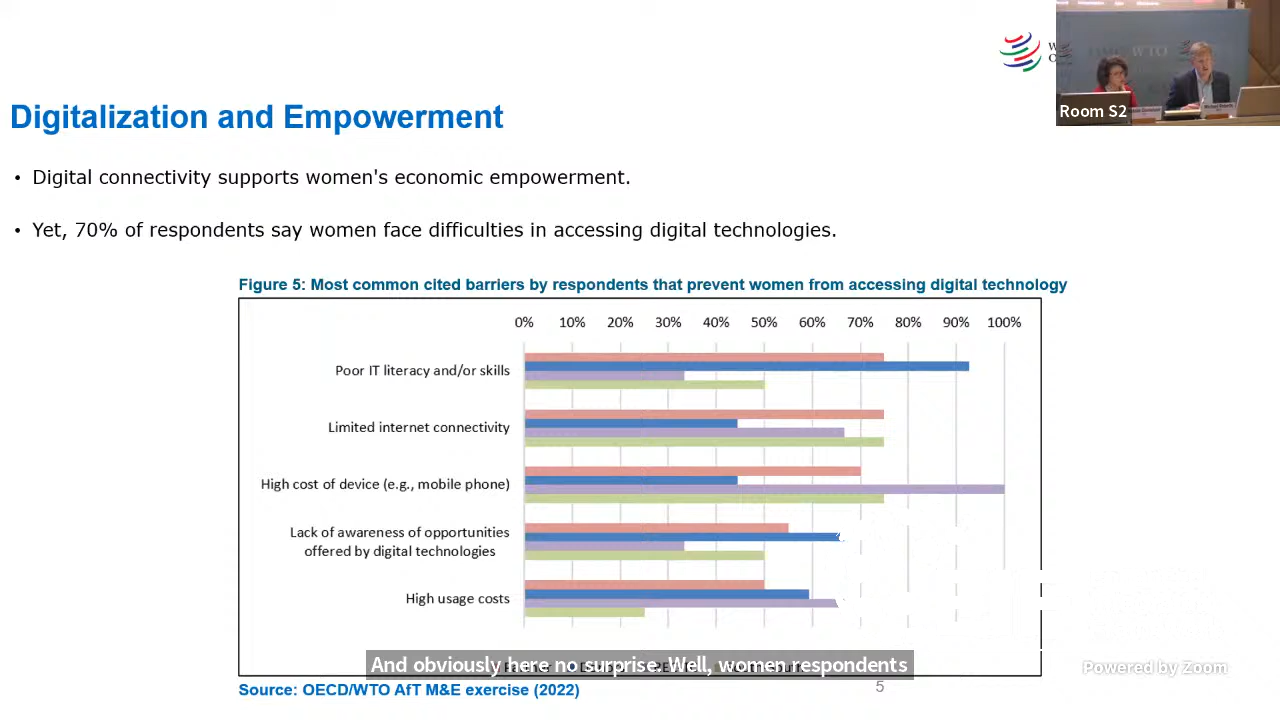 WTO
Room S2
Digitalization and Empowerment
• Digital connectivity supports women's economic empowerment.
• Yet, 70% of respondents say women face difficulties in accessing digital technologies.
Figure 5: Most common cited barriers by respondents that prevent women from accessing digital technology
0% 10% 20% 30% 40% 50% 60% 70% 80% 90% 100%
Poor IT literacy and/or skills
Limited internet connectivity
High cost of device (e.g., mobile phone)
Lack of awareness of opportunities
offered by digital technologies
High usage costs
And obviously here no surprise. Well, women respondents
Powered by Zoom
Source: OECD/WTO AfT M&E exercise (2022)
5